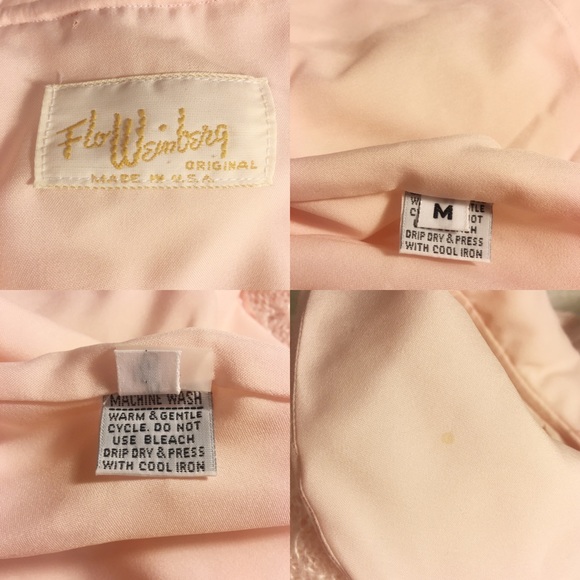 Flo Weinberg
ORIGINAL
MADE IN U.S.A.
M
DRIP DRY & PRESS
WITH COOL IRON
MACHINE WASH
WARM & GENTLE
CYCLE. DO NOT
USE BLEACH
DRIP DRY & PRESS
WITH COOL IRON